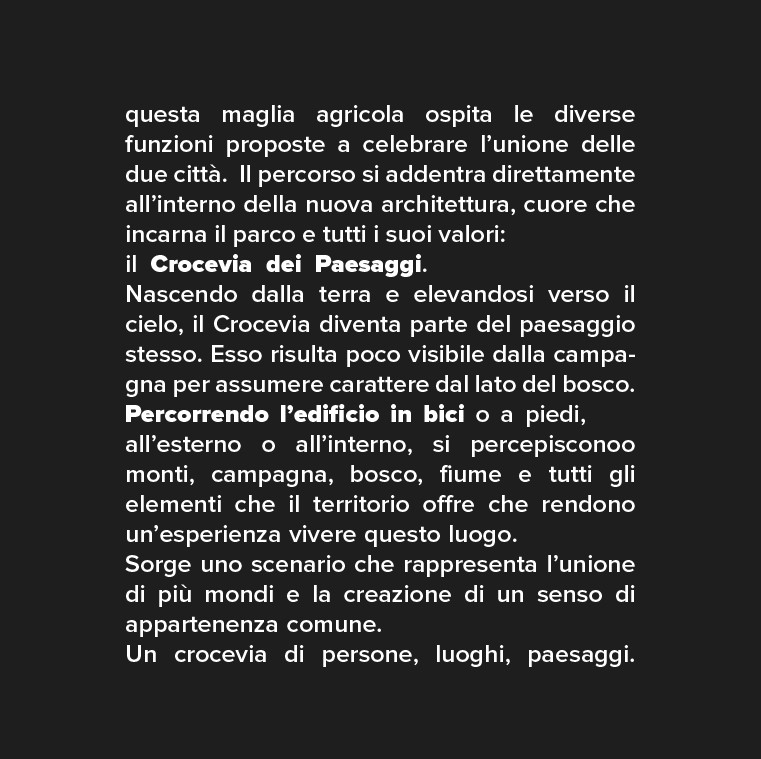 questa maglia agricola ospita le diverse
funzioni proposte a celebrare l’unione delle
due città. Il percorso si addentra direttamente
all’interno della nuova architettura, cuore che
incarna il parco e tutti i suoi valori:
il Crocevia dei Paesaggi.
Nascendo dalla terra e elevandosi verso il
cielo, il Crocevia diventa parte del paesaggio
stesso. Esso risulta poco visibile dalla campa-
gna per assumere carattere dal lato del bosco.
Percorrendo l’edificio in bici o a piedi,
all’esterno o all’interno, si percepisconoo
monti, campagna, bosco, fiume e tutti gli
elementi che il territorio offre che rendono
un’esperienza vivere questo luogo.
Sorge uno scenario che rappresenta l’unione
di più mondi e la creazione di un senso di
appartenenza comune.
Un crocevia di persone, luoghi, paesaggi.